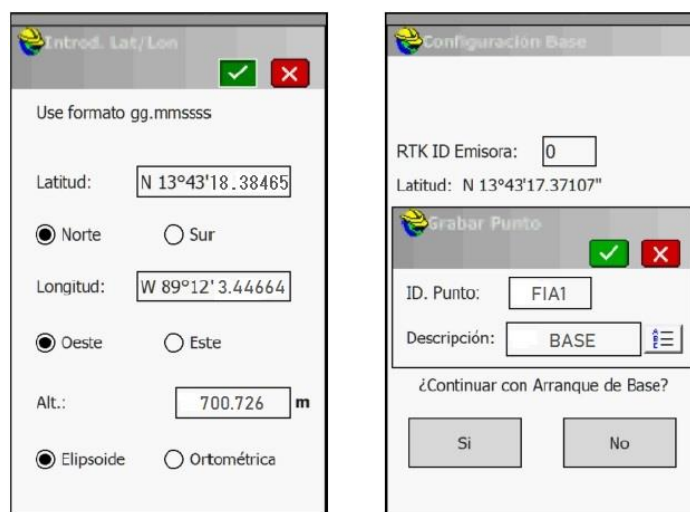 Introd. Lat/Lon
Use formato gg.mmssss
Latitud: N 13°43'18.38465
Norte Sur
Longitud: W 89°12'3.44664
Oeste Este
Alt.: 700.726 m
Elipsoide Ortométrica
Configuración Base
RTK ID Emisora: 0
Latitud: N 13°43'17.37107"
Grabar Punto
ID. Punto: FIA1
Descripción: BASE
¿Continuar con Arranque de Base?
Si No